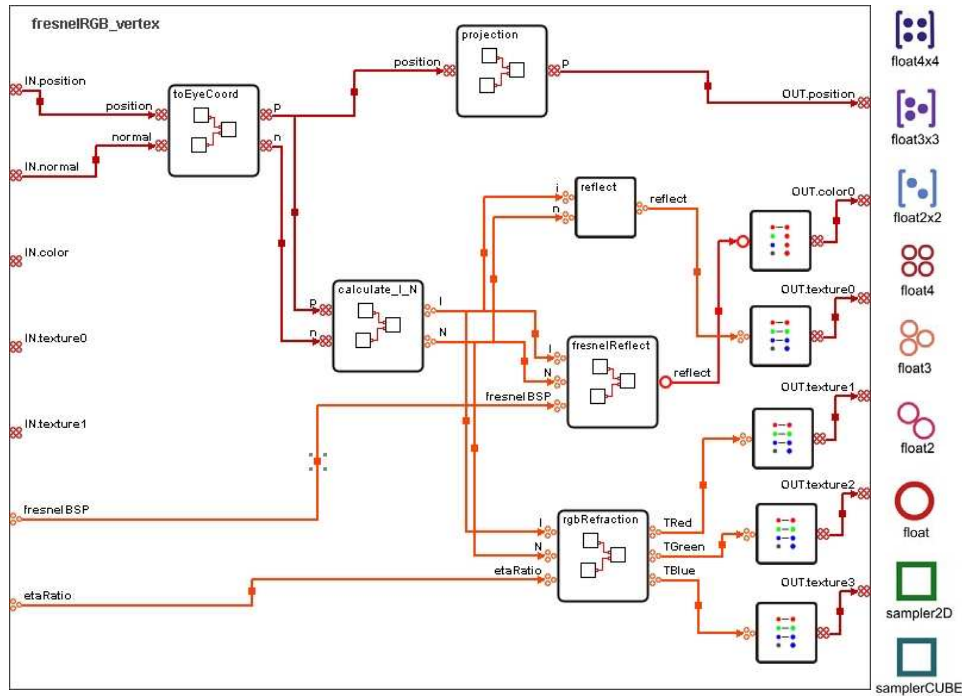 fresnelRGB_vertex
IN.position
IN.normal
IN.color
IN.texture0
IN.texture1
fresnelBSP
etaRatio
position
normal
toEyeCoord
p
n
position
projection
p
OUT.position
p
n
calculate_I_N
I
N
i
n
reflect
reflect
I
N
fresnelBSP
fresnelReflect
reflect
I
N
etaRatio
rgbRefraction
TRed
TGreen
TBlue
OUT.color0
OUT.texture0
OUT.texture1
OUT.texture2
OUT.texture3
float4x4
float3x3
float2x2
float4
float3
float2
float
sampler2D
samplerCUBE